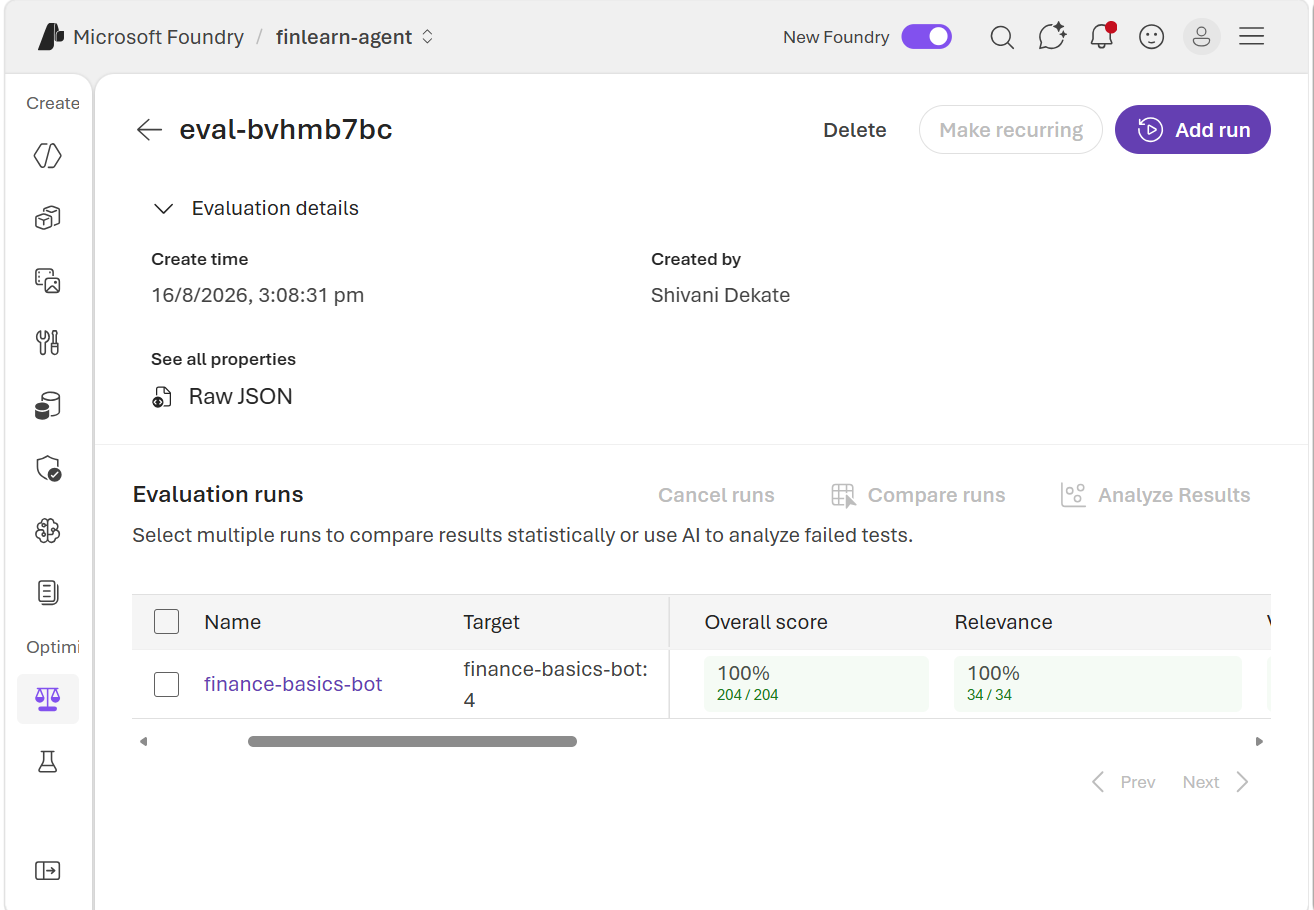 Microsoft Foundry / finlearn-agent
New Foundry
Create
eval-bvhmb7bc
Delete
Make recurring
Add run
Evaluation details
Create time
Created by
16/8/2026, 3:08:31 pm
Shivani Dekate
See all properties
Raw JSON
Evaluation runs
Cancel runs
Compare runs
Analyze Results
Select multiple runs to compare results statistically or use AI to analyze failed tests.
Optimi
Name
Target
Overall score
Relevance
finance-basics-bot
finance-basics-bot:
4
100%
204 / 204
100%
34 / 34
Prev
Next